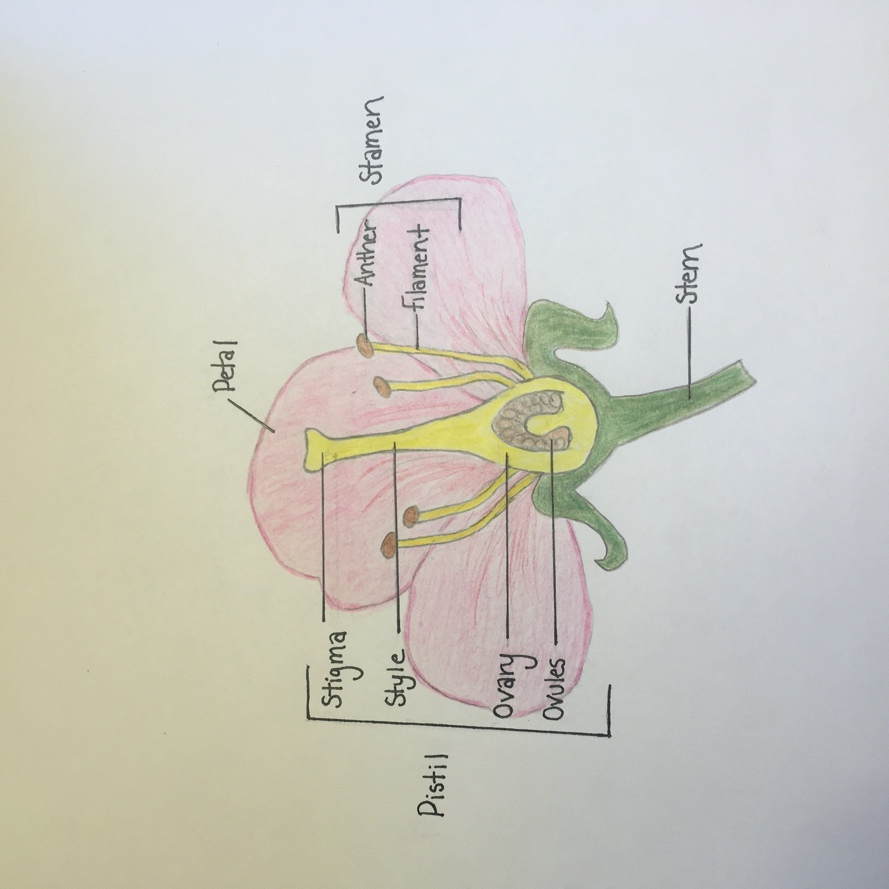 Petal
Stamen
Anther
filament
Stem
Pistil
Stigma
Style
Ovary
Ovules